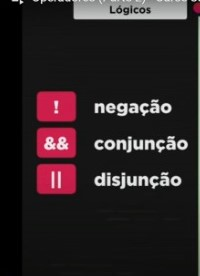 Lógicos
! negação
&& conjunção
|| disjunção